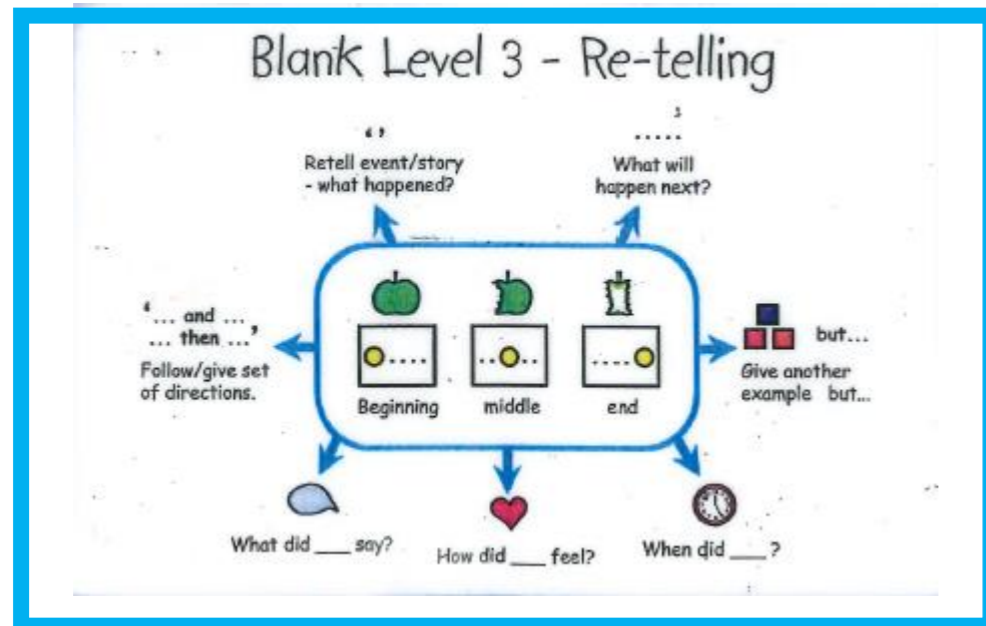 Blank Level 3 - Re-telling
‘ ’
Retell event/story
- what happened?
.....?
What will
happen next?
‘... and ...
... then ...’
Follow/give set
of directions.
Beginning
middle
end
but...
Give another
example but...
What did ___ say?
How did ___ feel?
When did ___ ?